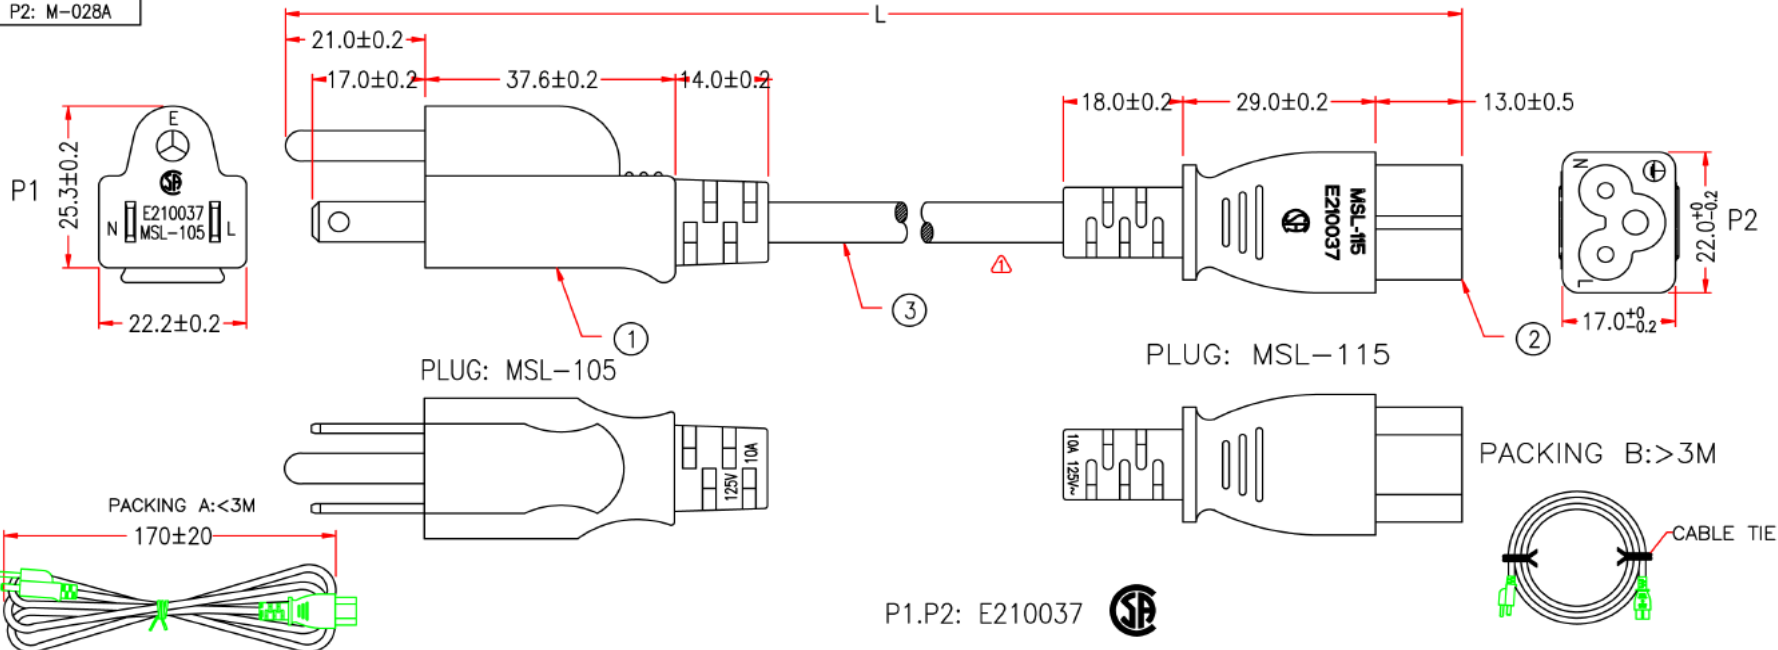 P2: M-028A
L
21.0±0.2
17.0±0.2
37.6±0.2
14.0±0.2
18.0±0.2
29.0±0.2
13.0±0.5
P1
25.3±0.2
E
E210037
MSL-105
N
L
22.2±0.2
MSL-115
E210037
N
L
22.0+0-0.2
P2
17.0+0-0.2
1
3
1
2
PLUG: MSL-105
PLUG: MSL-115
125V 10A
10A 125V~
PACKING A:<3M
170±20
PACKING B:>3M
CABLE TIE
P1.P2: E210037